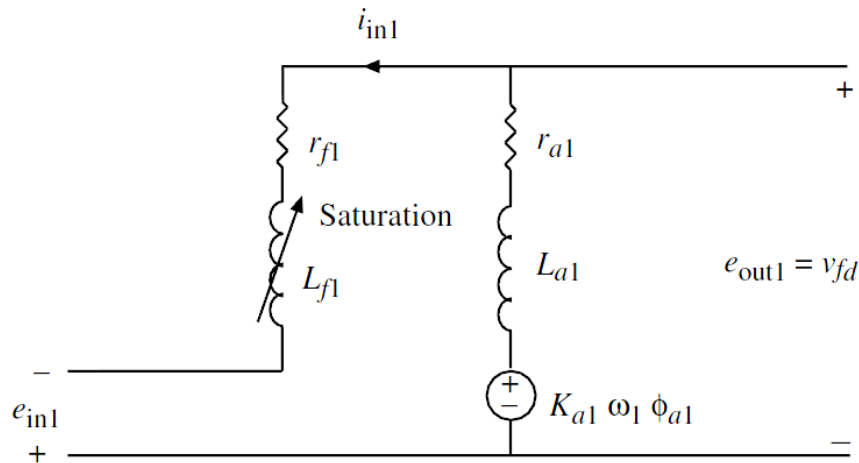 i_in1
+
r_f1
r_a1
Saturation
L_f1
L_a1
e_out1 = v_fd
−
e_in1
+
+
−
K_a1 ω_1 ϕ_a1
−